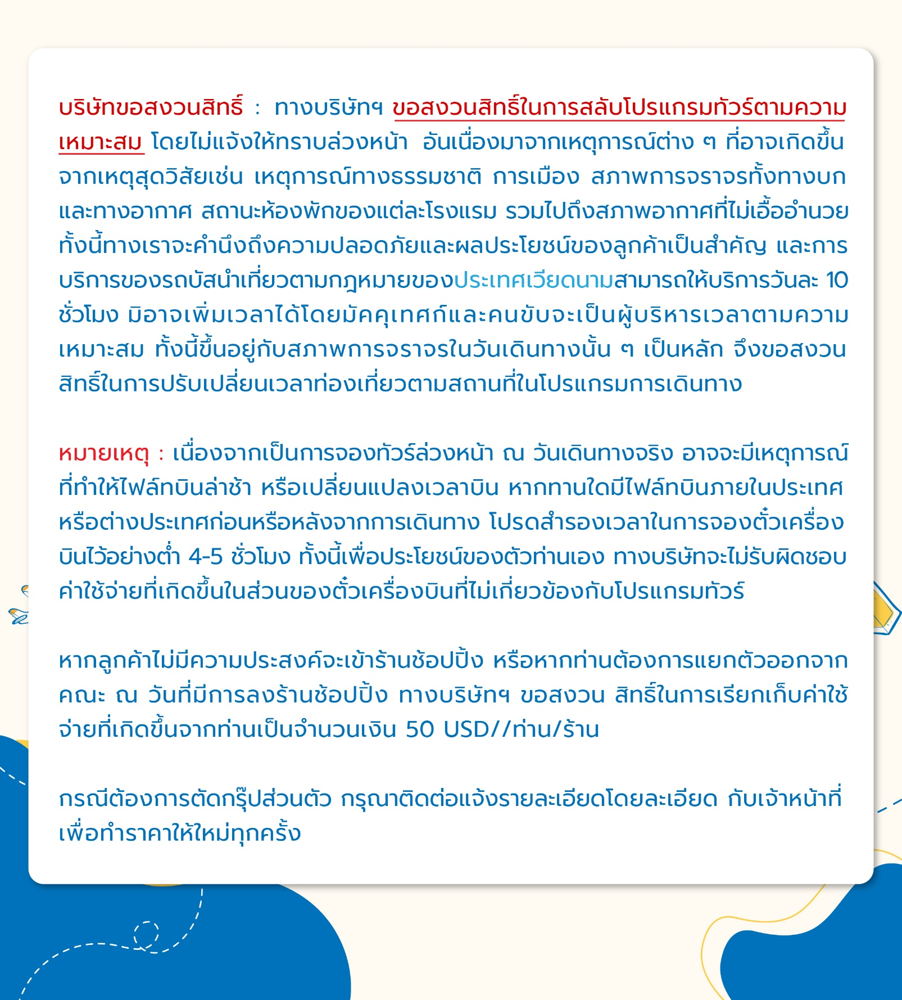 บริษัทขอสงวนสิทธิ์ : ทางบริษัทฯ ขอสงวนสิทธิ์ในการสลับโปรแกรมทัวร์ตามความ
เหมาะสม โดยไม่แจ้งให้ทราบล่วงหน้า อันเนื่องมาจากเหตุการณ์ต่าง ๆ ที่อาจเกิดขึ้น
จากเหตุสุดวิสัยเช่น เหตุการณ์ทางธรรมชาติ การเมือง สภาพการจราจรทั้งทางบก
และทางอากาศ สถานะห้องพักของแต่ละโรงแรม รวมไปถึงสภาพอากาศที่ไม่เอื้ออำนวย
ทั้งนี้ทางเราจะคำนึงถึงความปลอดภัยและผลประโยชน์ของลูกค้าเป็นสำคัญ และการ
บริการของรถบัสนำเที่ยวตามกฎหมายของประเทศเวียดนามสามารถให้บริการวันละ 10
ชั่วโมง มิอาจเพิ่มเวลาได้โดยมัคคุเทศก์และคนขับจะเป็นผู้บริหารเวลาตามความ
เหมาะสม ทั้งนี้ขึ้นอยู่กับสภาพการจราจรในวันเดินทางนั้น ๆ เป็นหลัก จึงขอสงวน
สิทธิ์ในการปรับเปลี่ยนเวลาท่องเที่ยวตามสถานที่ในโปรแกรมการเดินทาง
หมายเหตุ : เนื่องจากเป็นการจองทัวร์ล่วงหน้า ณ วันเดินทางจริง อาจจะมีเหตุการณ์
ที่ทำให้ไฟล์ทบินล่าช้า หรือเปลี่ยนแปลงเวลาบิน หากทานใดมีไฟล์ทบินภายในประเทศ
หรือต่างประเทศก่อนหรือหลังจากการเดินทาง โปรดสำรองเวลาในการจองตั๋วเครื่อง
บินไว้อย่างต่ำ 4-5 ชั่วโมง ทั้งนี้เพื่อประโยชน์ของตัวท่านเอง ทางบริษัทจะไม่รับผิดชอบ
ค่าใช้จ่ายที่เกิดขึ้นในส่วนของตั๋วเครื่องบินที่ไม่เกี่ยวข้องกับโปรแกรมทัวร์
หากลูกค้าไม่มีความประสงค์จะเข้าร้านช้อปปิ้ง หรือหากท่านต้องการแยกตัวออกจาก
คณะ ณ วันที่มีการลงร้านช้อปปิ้ง ทางบริษัทฯ ขอสงวน สิทธิ์ในการเรียกเก็บค่าใช้
จ่ายที่เกิดขึ้นจากท่านเป็นจำนวนเงิน 50 USD//ท่าน/ร้าน
กรณีต้องการตัดกรุ๊ปส่วนตัว กรุณาติดต่อแจ้งรายละเอียดโดยละเอียด กับเจ้าหน้าที่
เพื่อทำราคาให้ใหม่ทุกครั้ง